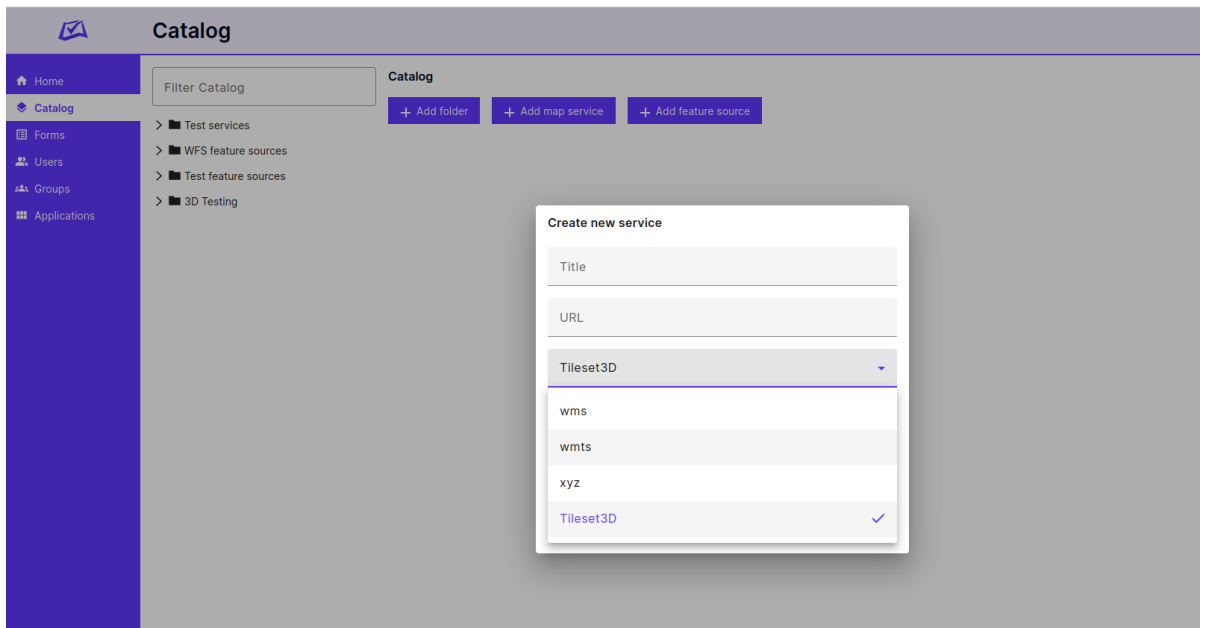 Catalog
Home
Catalog
Forms
Users
Groups
Applications
Filter Catalog
Test services
WFS feature sources
Test feature sources
3D Testing
Catalog
+ Add folder
+ Add map service
+ Add feature source
Create new service
Title
URL
Tileset3D
wms
wmts
xyz
Tileset3D